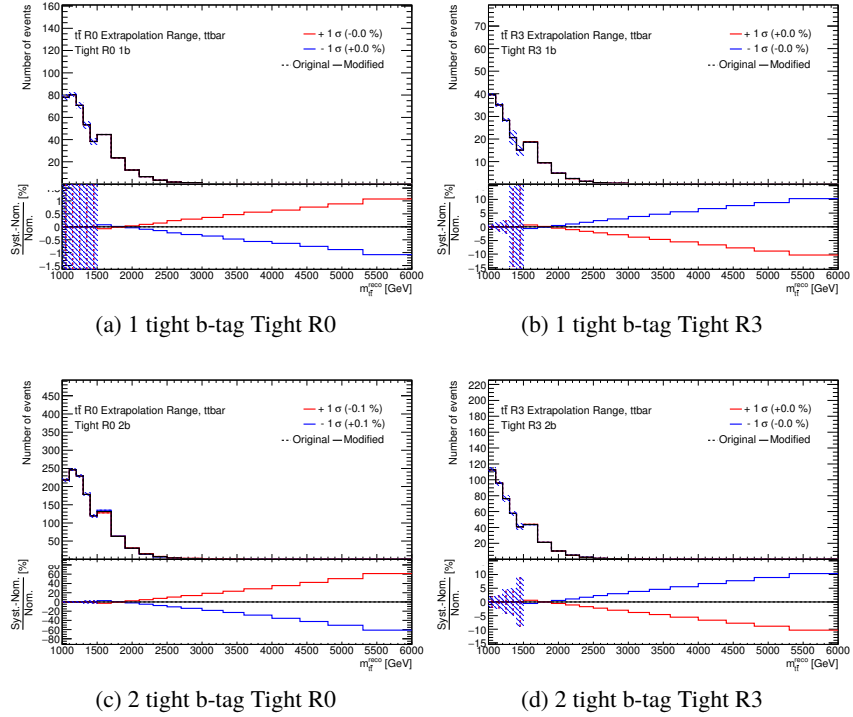 Number of events
160
140
120
100
80
60
40
20
tt̄ R0 Extrapolation Range, ttbar
Tight R0 1b
+ 1 σ (-0.0 %)
- 1 σ (+0.0 %)
Original Modified
Syst.-Nom.
Nom.
[%]
1
0.5
0.0
−0.5
−1
−1.5
1000 1500 2000 2500 3000 3500 4000 4500 5000 5500 6000
m_tt̄^reco [GeV]
(a) 1 tight b-tag Tight R0
Number of events
70
60
50
40
30
20
10
tt̄ R3 Extrapolation Range, ttbar
Tight R3 1b
+ 1 σ (+0.0 %)
- 1 σ (-0.0 %)
Original Modified
Syst.-Nom.
Nom.
[%]
10
5
0
−5
−10
−15
1000 1500 2000 2500 3000 3500 4000 4500 5000 5500 6000
m_tt̄^reco [GeV]
(b) 1 tight b-tag Tight R3
Number of events
450
400
350
300
250
200
150
100
50
0
tt̄ R0 Extrapolation Range, ttbar
Tight R0 2b
+ 1 σ (-0.1 %)
- 1 σ (+0.1 %)
Original Modified
Syst.-Nom.
Nom.
[%]
80
60
40
20
0
−20
−40
−60
−80
1000 1500 2000 2500 3000 3500 4000 4500 5000 5500 6000
m_tt̄^reco [GeV]
(c) 2 tight b-tag Tight R0
Number of events
220
200
180
160
140
120
100
80
60
40
20
tt̄ R3 Extrapolation Range, ttbar
Tight R3 2b
+ 1 σ (+0.0 %)
- 1 σ (-0.0 %)
Original Modified
Syst.-Nom.
Nom.
[%]
10
5
0
−5
−10
−15
1000 1500 2000 2500 3000 3500 4000 4500 5000 5500 6000
m_tt̄^reco [GeV]
(d) 2 tight b-tag Tight R3